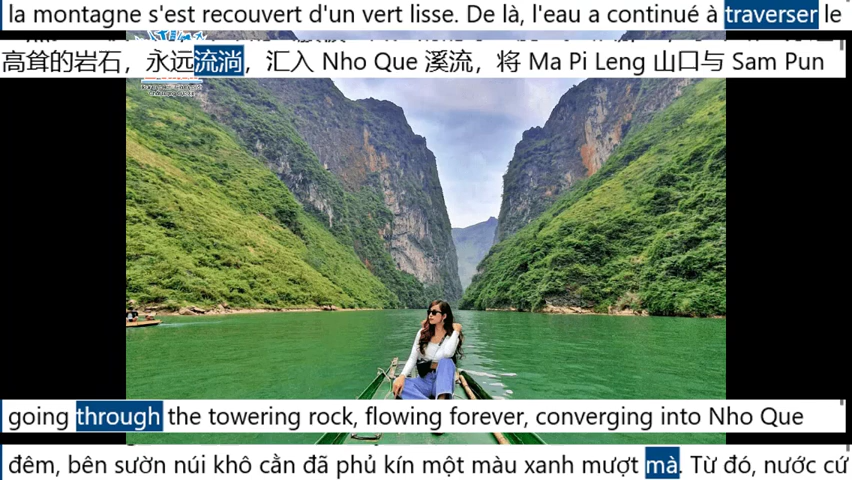 la montagne s'est recouvert d'un vert lisse. De là, l'eau a continué à traverser le
高耸的岩石，永远流淌，汇入 Nho Que 溪流，将 Ma Pi Leng 山口与 Sam Pun
going through the towering rock, flowing forever, converging into Nho Que
đêm, bên sườn núi khô cằn đã phủ kín một màu xanh mượt mà. Từ đó, nước cứ